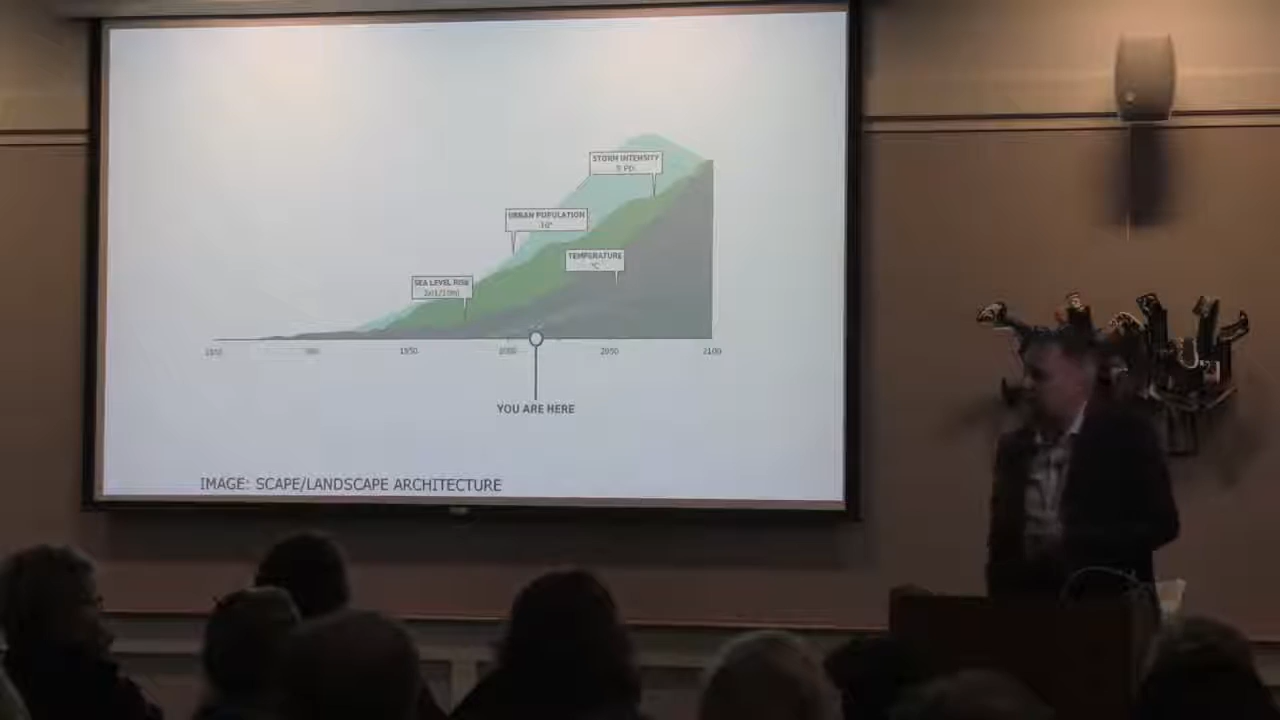 STORM INTENSITY
URBAN POPULATION
TEMPERATURE
°C
SEA LEVEL RISE
1950
2050
2100
YOU ARE HERE
IMAGE: SCAPE/LANDSCAPE ARCHITECTURE